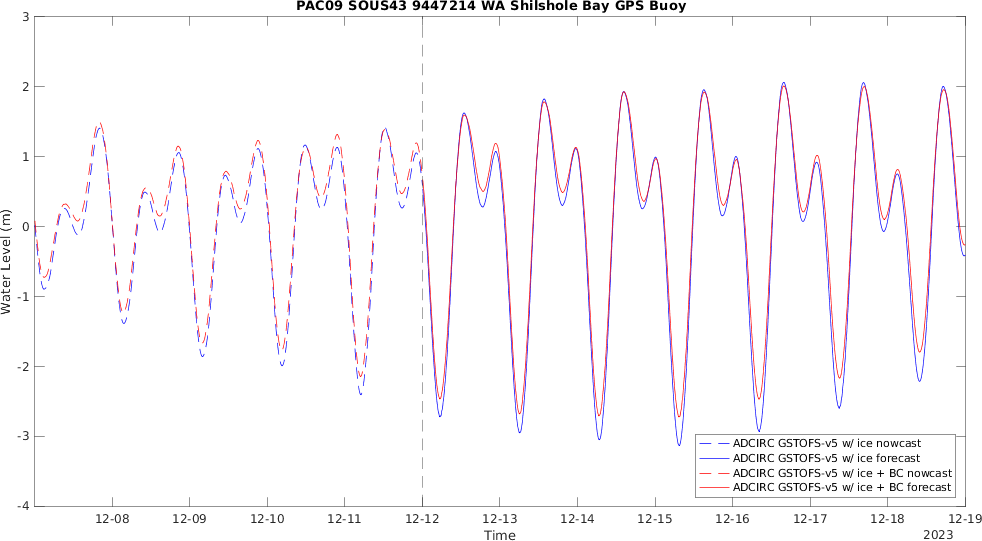 PAC09 SOUS43 9447214 WA Shilshole Bay GPS Buoy
3
2
1
0
-1
-2
-3
-4
Water Level (m)
ADCIRC GSTOFS-v5 w/ ice nowcast
ADCIRC GSTOFS-v5 w/ ice forecast
ADCIRC GSTOFS-v5 w/ ice + BC nowcast
ADCIRC GSTOFS-v5 w/ ice + BC forecast
12-08 12-09 12-10 12-11 12-12 12-13 12-14 12-15 12-16 12-17 12-18 12-19
Time
2023